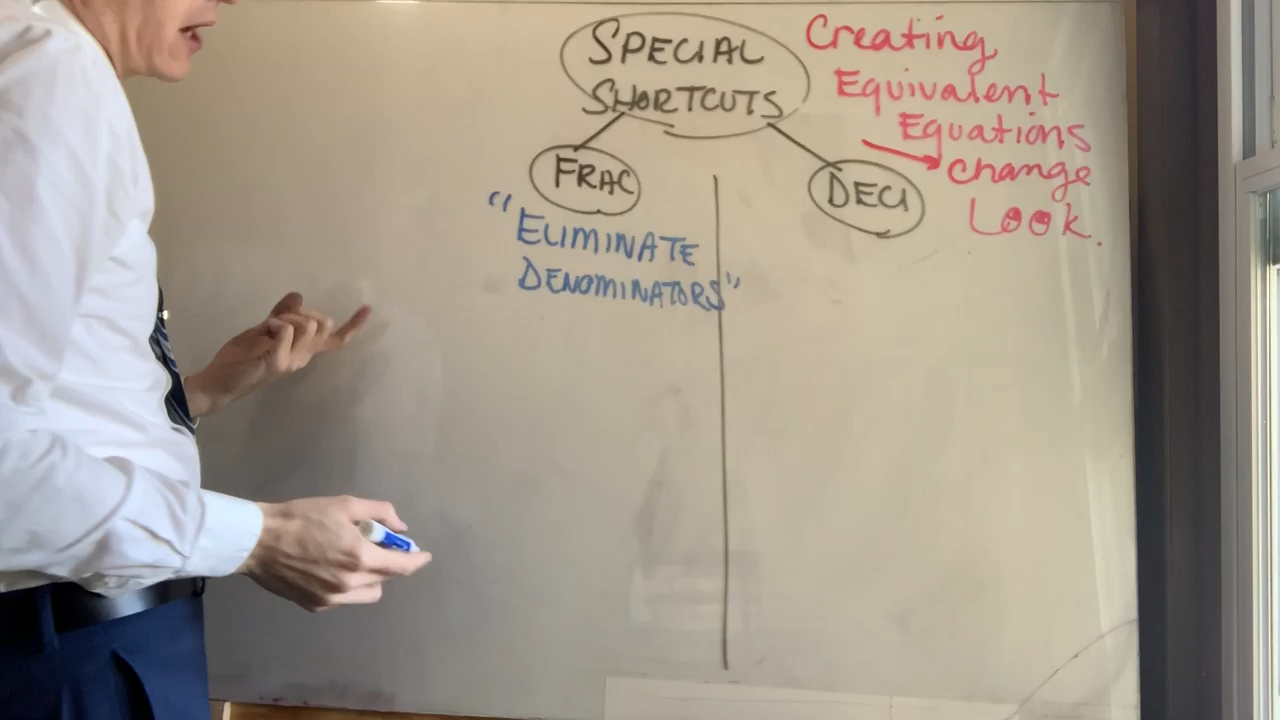 SPECIAL
SHORTCUTS
FRAC
DECI
"ELIMINATE
DENOMINATORS"
Creating
Equivalent
Equations
change
Look.